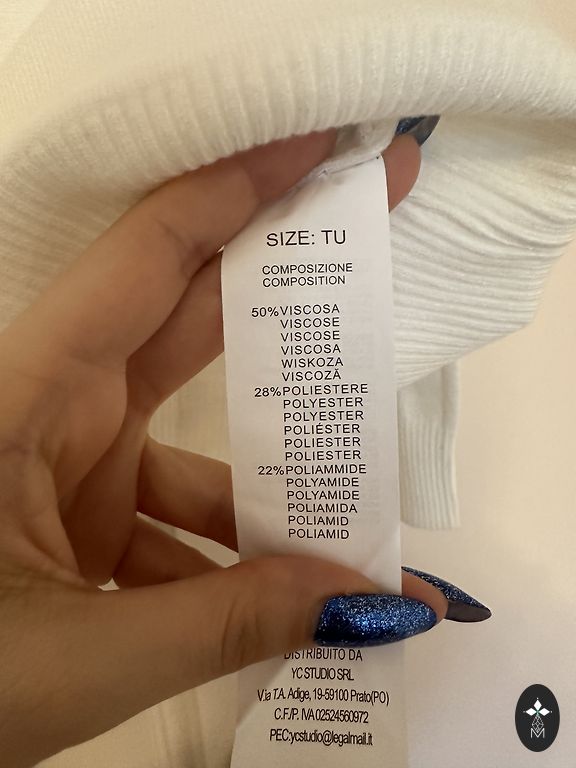 SIZE: TU
COMPOSIZIONE
COMPOSITION
50%VISCOSA
VISCOSE
VISCOSE
VISCOSA
WISKOZA
VISCOZĂ
28%POLIESTERE
POLYESTER
POLYESTER
POLIÉSTER
POLIESTER
POLIESTER
22%POLIAMMIDE
POLYAMIDE
POLYAMIDE
POLIAMIDA
POLIAMID
POLIAMID
DISTRIBUITO DA
YC STUDIO SRL
V.ia T.A. Adige, 19-59100 Prato(PO)
C.F./P. IVA 02524560972
PEC:ycstudio@legalmail.it